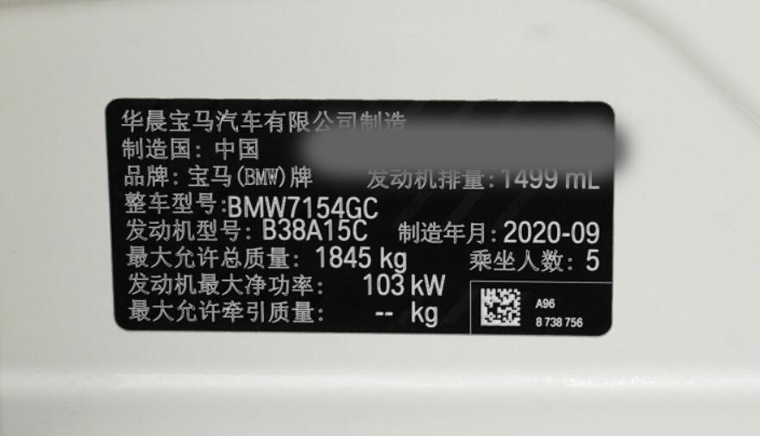 华晨宝马汽车有限公司制造
制造国：中国
品牌：宝马(BMW)牌 发动机排量：1499 mL
整车型号：BMW7154GC
发动机型号：B38A15C 制造年月：2020-09
最大允许总质量：1845 kg 乘坐人数：5
发动机最大净功率：103 kW
最大允许牵引质量：-- kg
A96
8 738 756